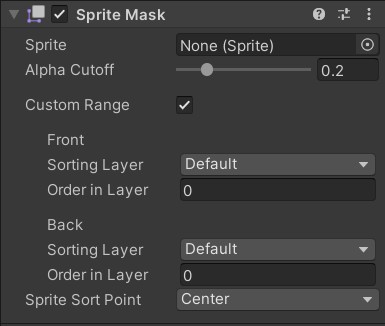 Sprite Mask
Sprite None (Sprite)
Alpha Cutoff 0.2
Custom Range
Front
Sorting Layer Default
Order in Layer 0
Back
Sorting Layer Default
Order in Layer 0
Sprite Sort Point Center